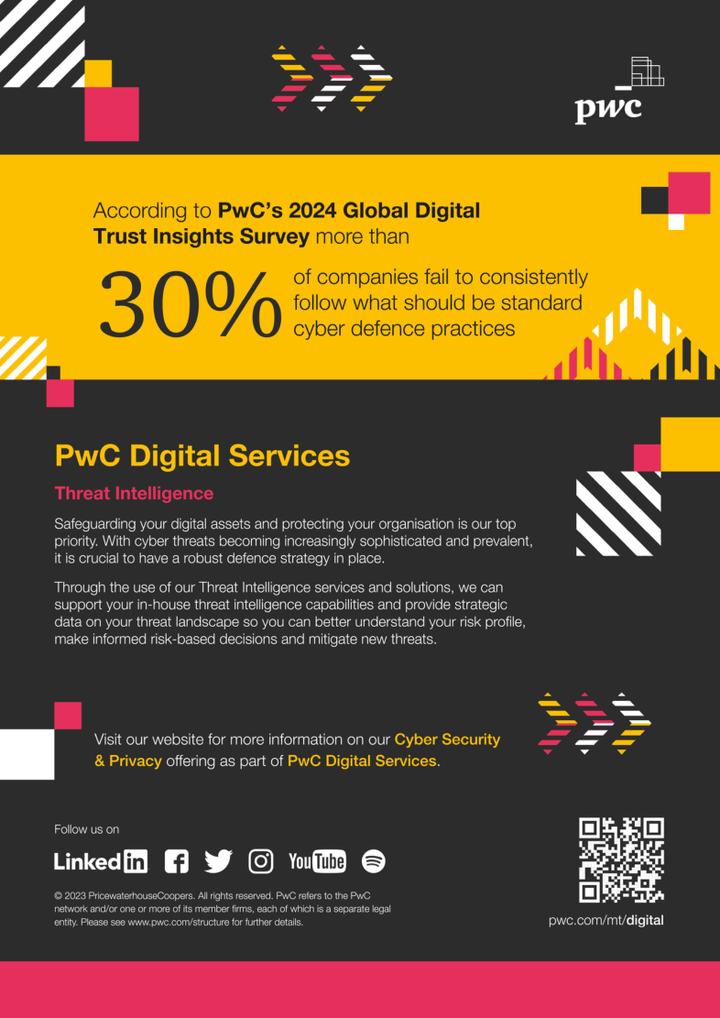 pwc
According to PwC's 2024 Global Digital
Trust Insights Survey more than
30%
of companies fail to consistently
follow what should be standard
cyber defence practices
PwC Digital Services
Threat Intelligence
Safeguarding your digital assets and protecting your organisation is our top
priority. With cyber threats becoming increasingly sophisticated and prevalent,
it is crucial to have a robust defence strategy in place.
Through the use of our Threat Intelligence services and solutions, we can
support your in-house threat intelligence capabilities and provide strategic
data on your threat landscape so you can better understand your risk profile,
make informed risk-based decisions and mitigate new threats.
Visit our website for more information on our Cyber Security
& Privacy offering as part of PwC Digital Services.
Follow us on
LinkedIn YouTube
© 2023 PricewaterhouseCoopers. All rights reserved. PwC refers to the PwC
network and/or one or more of its member firms, each of which is a separate legal
entity. Please see www.pwc.com/structure for further details.
pwc.com/mt/digital